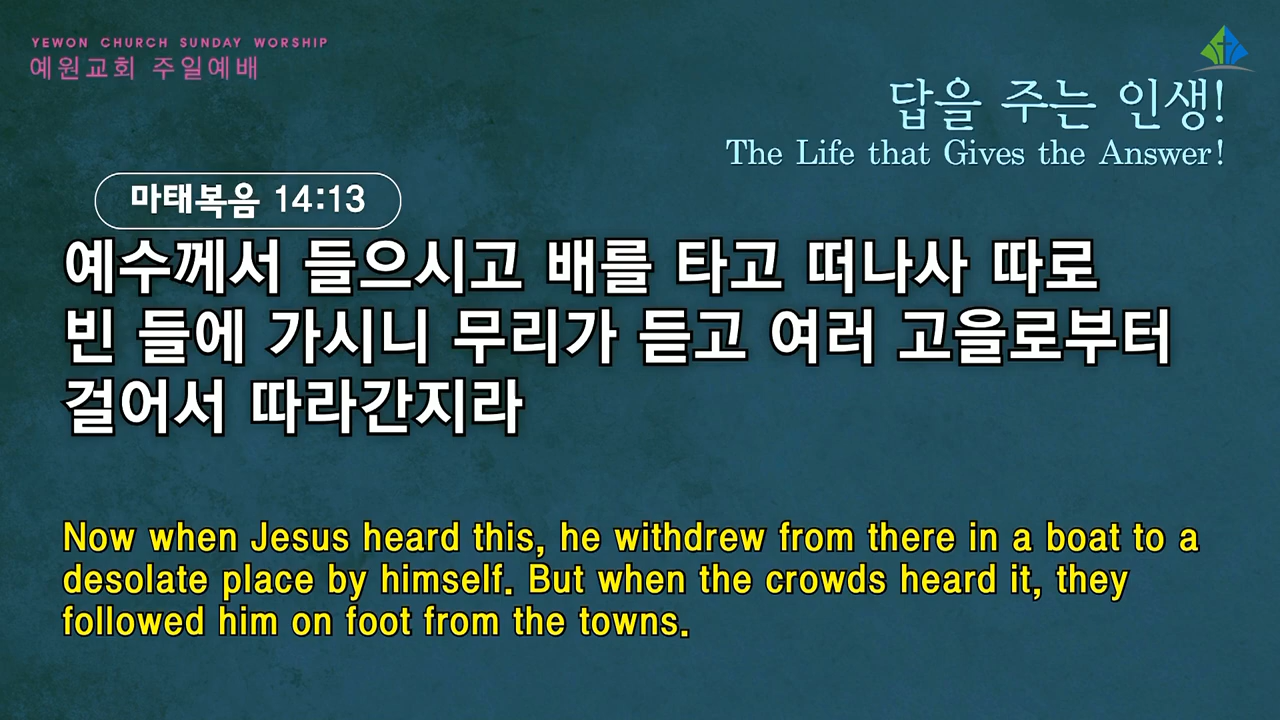 YEWON CHURCH SUNDAY WORSHIP
예원교회 주일예배
답을 주는 인생!
The Life that Gives the Answer!
마태복음 14:13
예수께서 들으시고 배를 타고 떠나사 따로
빈 들에 가시니 무리가 듣고 여러 고을로부터
걸어서 따라간지라
Now when Jesus heard this, he withdrew from there in a boat to a
desolate place by himself. But when the crowds heard it, they
followed him on foot from the towns.